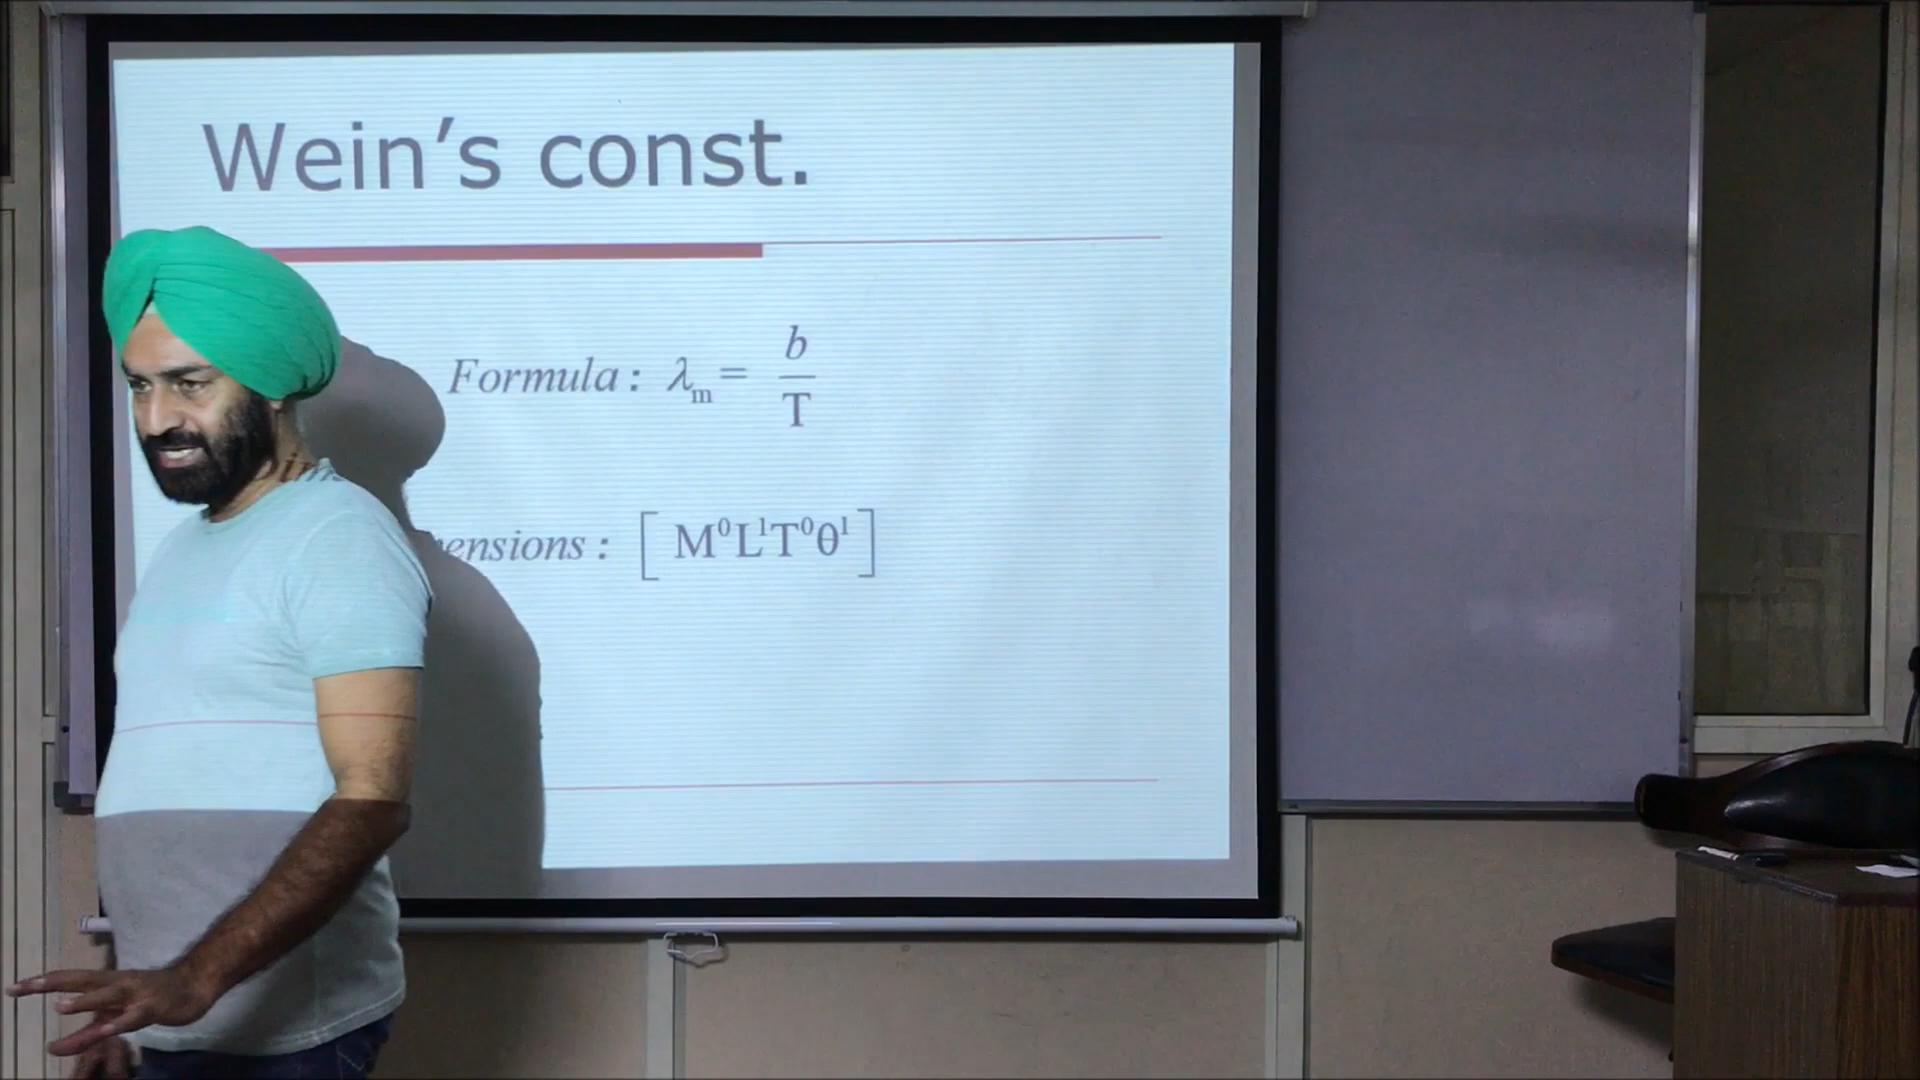 Wein's const.
Formula : λₘ = b/T
ensions : [ M⁰L¹T⁰θ¹ ]